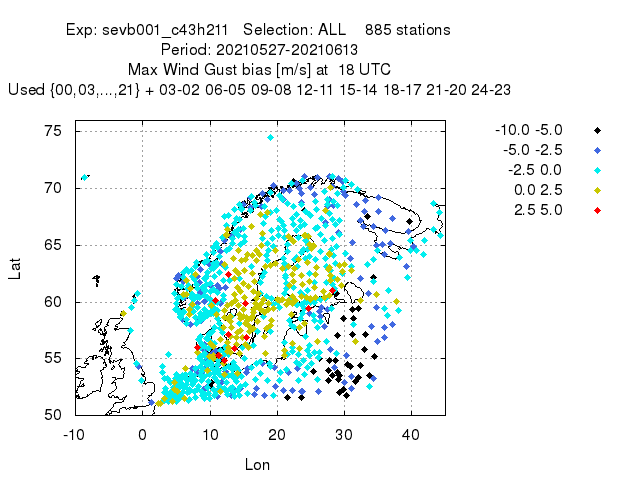 Exp: sevb001_c43h211   Selection: ALL    885 stations
Period: 20210527-20210613
Max Wind Gust bias [m/s] at  18 UTC
Used {00,03,...,21} + 03-02 06-05 09-08 12-11 15-14 18-17 21-20 24-23
-10.0 -5.0
-5.0 -2.5
-2.5 0.0
0.0 2.5
2.5 5.0
75
70
65
60
55
50
Lat
-10 0 10 20 30 40
Lon